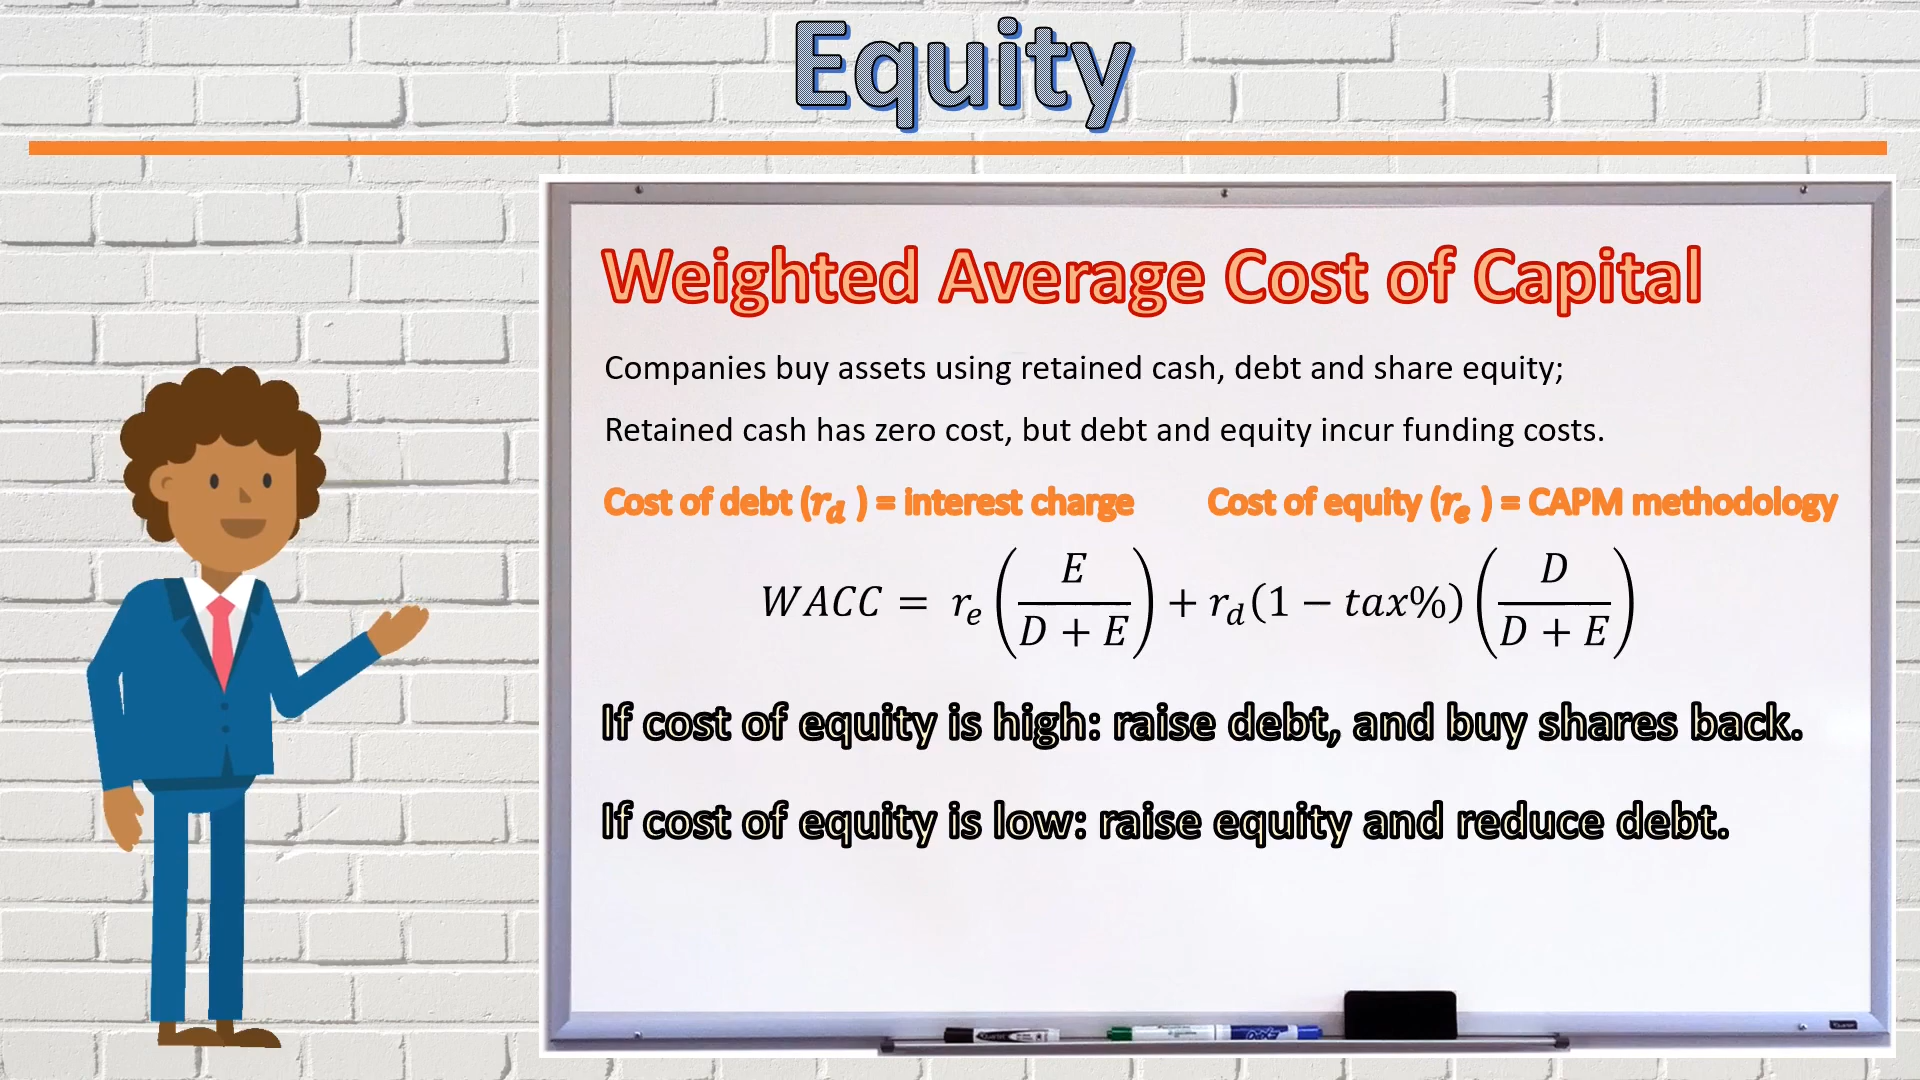 Equity
Weighted Average Cost of Capital
Companies buy assets using retained cash, debt and share equity;
Retained cash has zero cost, but debt and equity incur funding costs.
Cost of debt (r_d ) = interest charge
Cost of equity (r_e ) = CAPM methodology
WACC = r_e (E / (D + E)) + r_d (1 − tax%) (D / (D + E))
If cost of equity is high: raise debt, and buy shares back.
If cost of equity is low: raise equity and reduce debt.